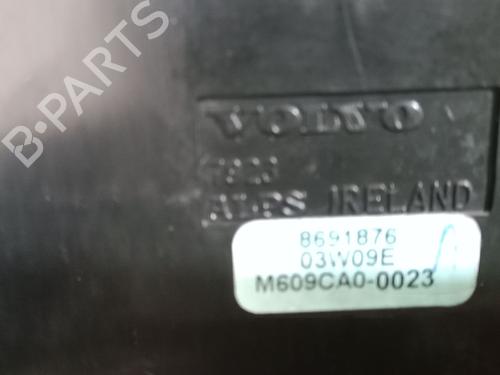 B-PARTS
VOLVO
ALPS IRELAND
8691876
03W09E
M609CA0-0023